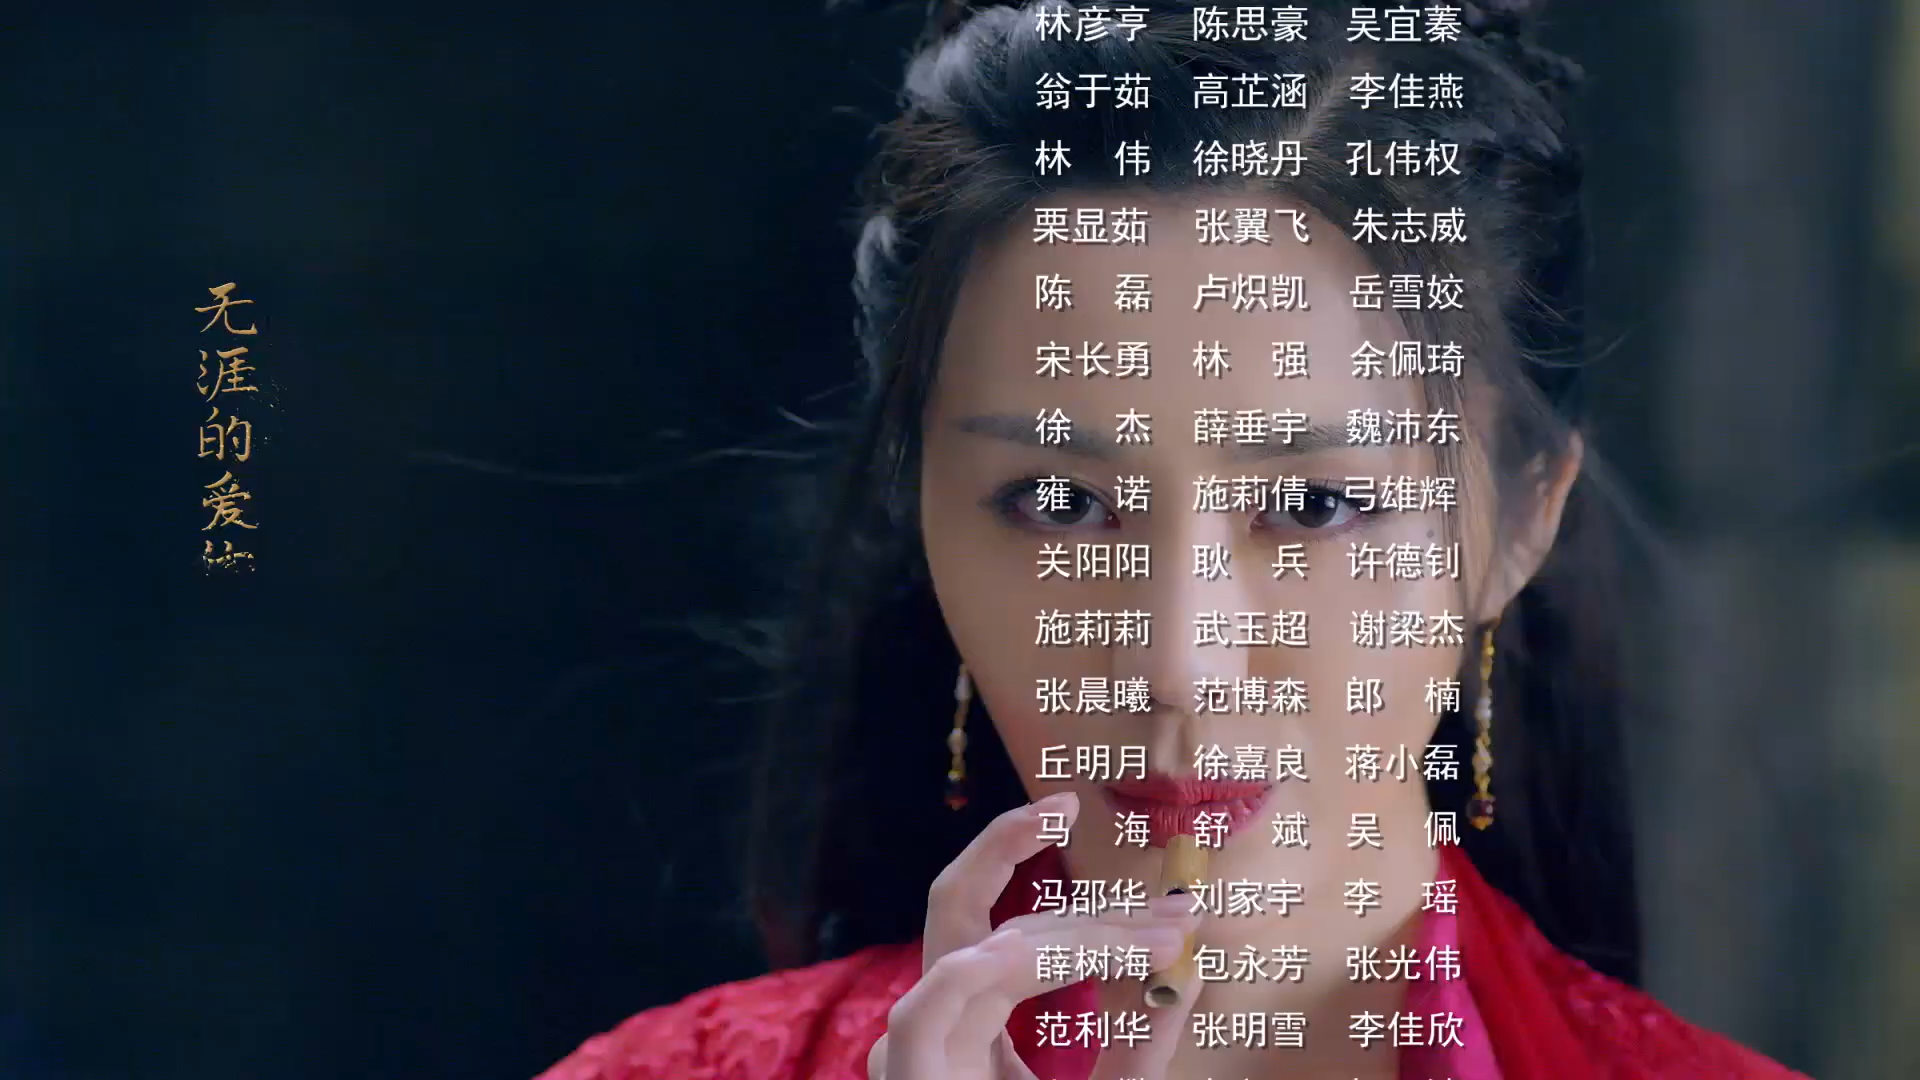 林彦亨 陈思豪 吴宜蓁
翁于茹 高芷涵 李佳燕
林 伟 徐晓丹 孔伟权
栗显茹 张翼飞 朱志威
陈 磊 卢炽凯 岳雪姣
宋长勇 林 强 余佩琦
徐 杰 薛垂宇 魏沛东
雍 诺 施莉倩 弓雄辉
关阳阳 耿 兵 许德钊
施莉莉 武玉超 谢梁杰
张晨曦 范博森 郎 楠
丘明月 徐嘉良 蒋小磊
马 海 舒 斌 吴 佩
冯邵华 刘家宇 李 瑶
薛树海 包永芳 张光伟
范利华 张明雪 李佳欣
无涯的爱